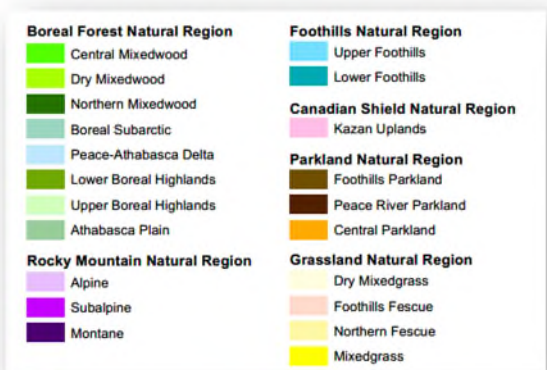 Boreal Forest Natural Region
Central Mixedwood
Dry Mixedwood
Northern Mixedwood
Boreal Subarctic
Peace-Athabasca Delta
Lower Boreal Highlands
Upper Boreal Highlands
Athabasca Plain
Rocky Mountain Natural Region
Alpine
Subalpine
Montane
Foothills Natural Region
Upper Foothills
Lower Foothills
Canadian Shield Natural Region
Kazan Uplands
Parkland Natural Region
Foothills Parkland
Peace River Parkland
Central Parkland
Grassland Natural Region
Dry Mixedgrass
Foothills Fescue
Northern Fescue
Mixedgrass